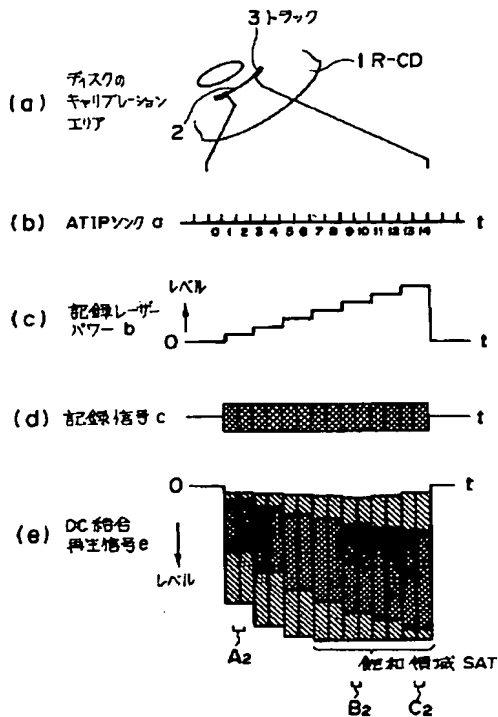 3 トラック
1 R-CD
(a) ディスクの
キャリブレーション
エリア
2
(b) ATIPシンク a
t
0 1 2 3 4 5 6 7 8 9 10 11 12 13 14
(c) 記録レーザー
パワー b
レベル
0
t
(d) 記録信号 c
t
0
t
(e) DC結合
再生信号 e
レベル
A2
飽和領域 SAT
B2
C2